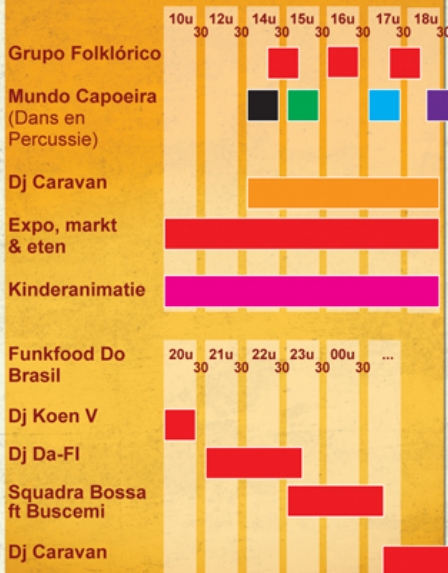 10u 12u 14u 15u 16u 17u 18u
30 30 30 30 30 30 30
Grupo Folklórico
Mundo Capoeira
(Dans en
Percussie)
Dj Caravan
Expo, markt
& eten
Kinderanimatie
Funkfood Do
Brasil
20u 21u 22u 23u 00u ...
30 30 30 30 30
Dj Koen V
Dj Da-Fl
Squadra Bossa
ft Buscemi
Dj Caravan